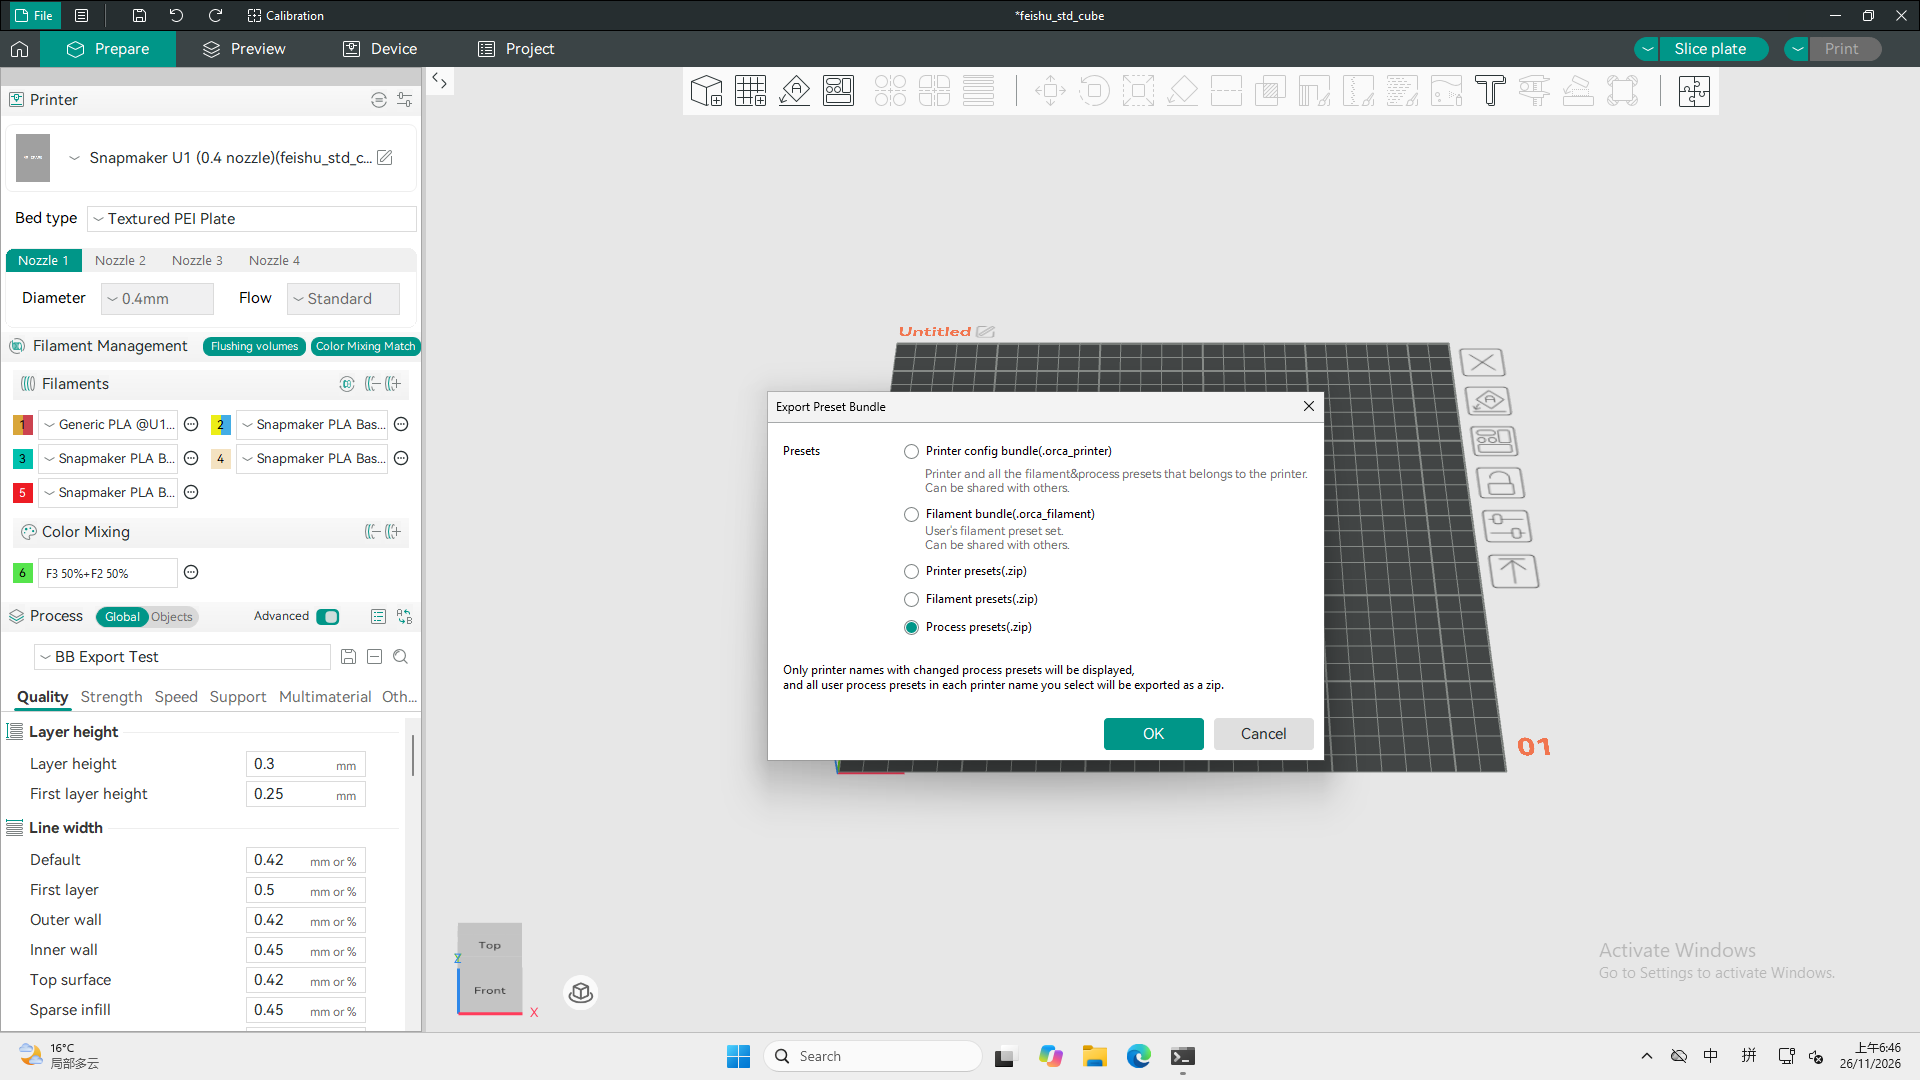 File
Calibration
*feishu_std_cube
Prepare
Preview
Device
Project
Slice plate
Print
Printer
Snapmaker U1 (0.4 nozzle)(feishu_std_c...
Bed type
Textured PEI Plate
Nozzle 1
Nozzle 2
Nozzle 3
Nozzle 4
Diameter
0.4mm
Flow
Standard
Filament Management
Flushing volumes
Color Mixing Match
Filaments
1
Generic PLA @U1...
2
Snapmaker PLA Bas...
3
Snapmaker PLA B...
4
Snapmaker PLA Bas...
5
Snapmaker PLA B...
Color Mixing
6
F3 50%+F2 50%
Process
Global
Objects
Advanced
BB Export Test
Quality
Strength
Speed
Support
Multimaterial
Oth...
Layer height
Layer height
0.3
mm
First layer height
0.25
mm
Line width
Default
0.42
mm or %
First layer
0.5
mm or %
Outer wall
0.42
mm or %
Inner wall
0.45
mm or %
Top surface
0.42
mm or %
Sparse infill
0.45
mm or %
Untitled
Export Preset Bundle
Presets
Printer config bundle(.orca_printer)
Printer and all the filament&process presets that belongs to the printer.
Can be shared with others.
Filament bundle(.orca_filament)
User's filament preset set.
Can be shared with others.
Printer presets(.zip)
Filament presets(.zip)
Process presets(.zip)
Only printer names with changed process presets will be displayed,
and all user process presets in each printer name you select will be exported as a zip.
OK
Cancel
01
Top
Z
Front
X
Activate Windows
Go to Settings to activate Windows.
16°C
局部多云
Search
中
拼
上午6:46
26/11/2026